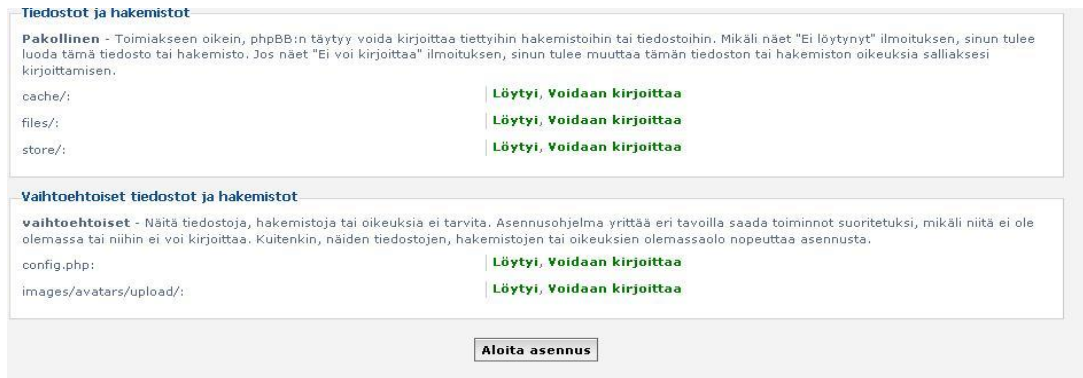 Tiedostot ja hakemistot
Pakollinen - Toimiakseen oikein, phpBB:n täytyy voida kirjoittaa tiettyihin hakemistoihin tai tiedostoihin. Mikäli näet "Ei löytynyt" ilmoituksen, sinun tulee
luoda tämä tiedosto tai hakemisto. Jos näet "Ei voi kirjoittaa" ilmoituksen, sinun tulee muuttaa tämän tiedoston tai hakemiston oikeuksia salliaksesi
kirjoittamisen.
cache/: Löytyi, Voidaan kirjoittaa
files/: Löytyi, Voidaan kirjoittaa
store/: Löytyi, Voidaan kirjoittaa
Vaihtoehtoiset tiedostot ja hakemistot
vaihtoehtoiset - Näitä tiedostoja, hakemistoja tai oikeuksia ei tarvita. Asennusohjelma yrittää eri tavoilla saada toiminnot suoritetuksi, mikäli niitä ei ole
olemassa tai niihin ei voi kirjoittaa. Kuitenkin, näiden tiedostojen, hakemistojen tai oikeuksien olemassaolo nopeuttaa asennusta.
config.php: Löytyi, Voidaan kirjoittaa
images/avatars/upload/: Löytyi, Voidaan kirjoittaa
Aloita asennus